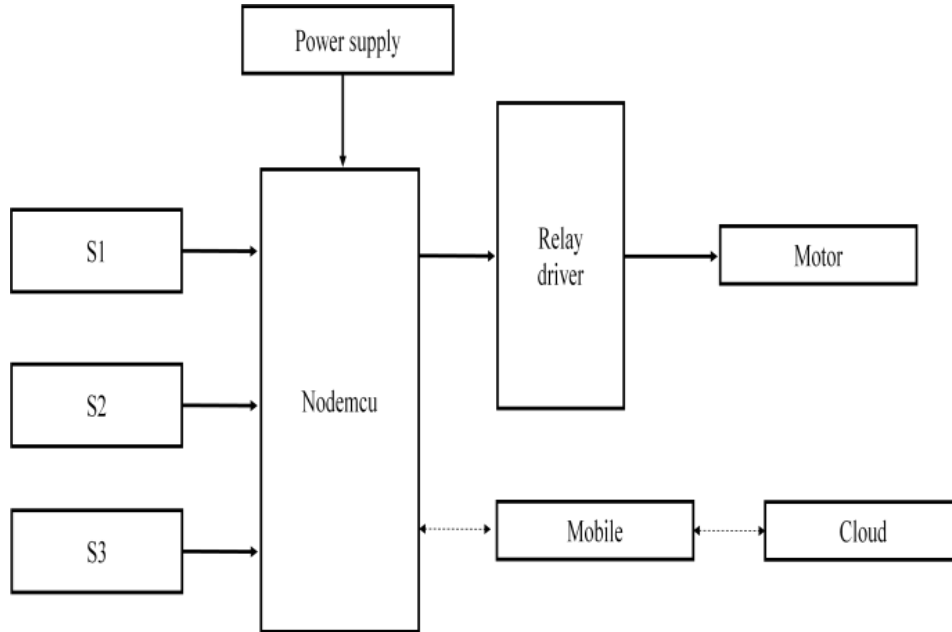 Power supply
S1
Relay
driver
Motor
S2
Nodemcu
S3
Mobile
Cloud